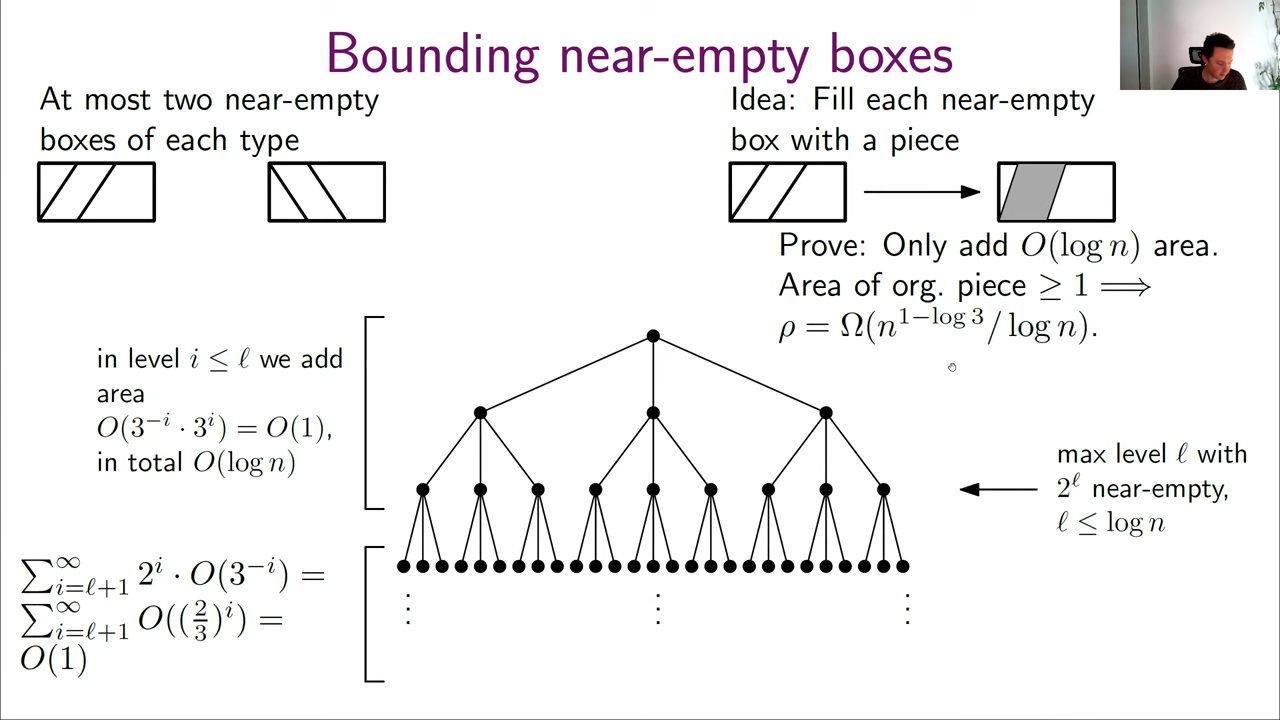 Bounding near-empty boxes
At most two near-empty
boxes of each type
Idea: Fill each near-empty
box with a piece
Prove: Only add O(log n) area.
Area of org. piece ≥ 1 ⟹
ρ = Ω(n^{1−log 3}/ log n).
in level i ≤ ℓ we add
area
O(3^{−i} · 3^i) = O(1),
in total O(log n)
max level ℓ with
2^ℓ near-empty,
ℓ ≤ log n
∑_{i=ℓ+1}^∞ 2^i · O(3^{−i}) =
∑_{i=ℓ+1}^∞ O((2/3)^i) =
O(1)